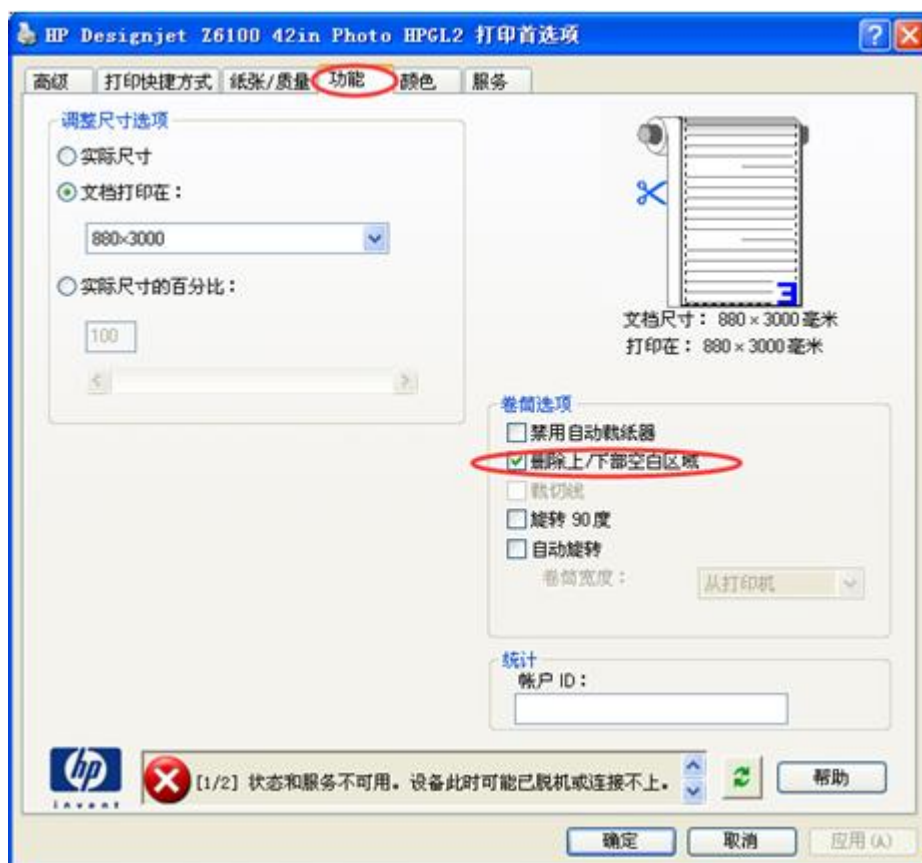 HP Designjet Z6100 42in Photo HPGL2 打印首选项
高级 打印快捷方式 纸张/质量 功能 颜色 服务
调整尺寸选项
实际尺寸
文档打印在：
880×3000
实际尺寸的百分比：
100
文档尺寸： 880 × 3000 毫米
打印在： 880 × 3000 毫米
卷筒选项
禁用自动裁纸器
删除上/下部空白区域
裁切线
旋转 90 度
自动旋转
卷筒宽度： 从打印机
统计
帐户 ID：
hp
invent
[1/2] 状态和服务不可用。设备此时可能已脱机或连接不上。
帮助
确定 取消 应用(A)